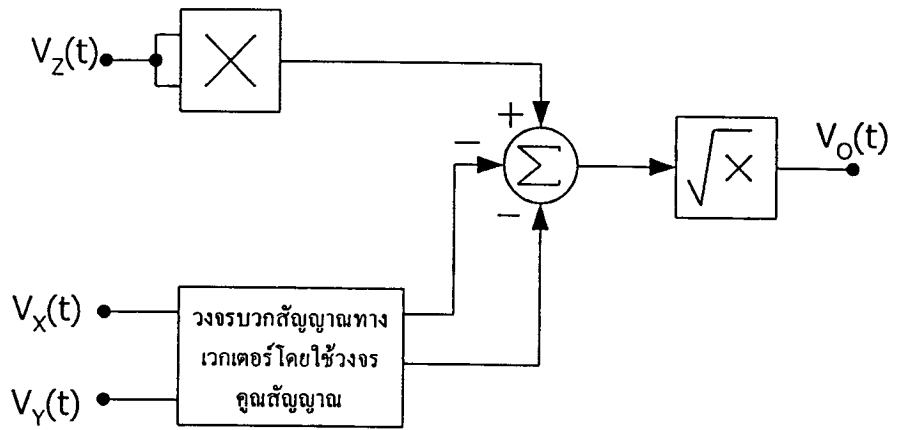 V_Z(t)
+
−
Σ
−
√x
V_O(t)
V_X(t)
V_Y(t)
วงจรบวกสัญญาณทาง
เวกเตอร์โดยใช้วงจร
คูณสัญญาณ